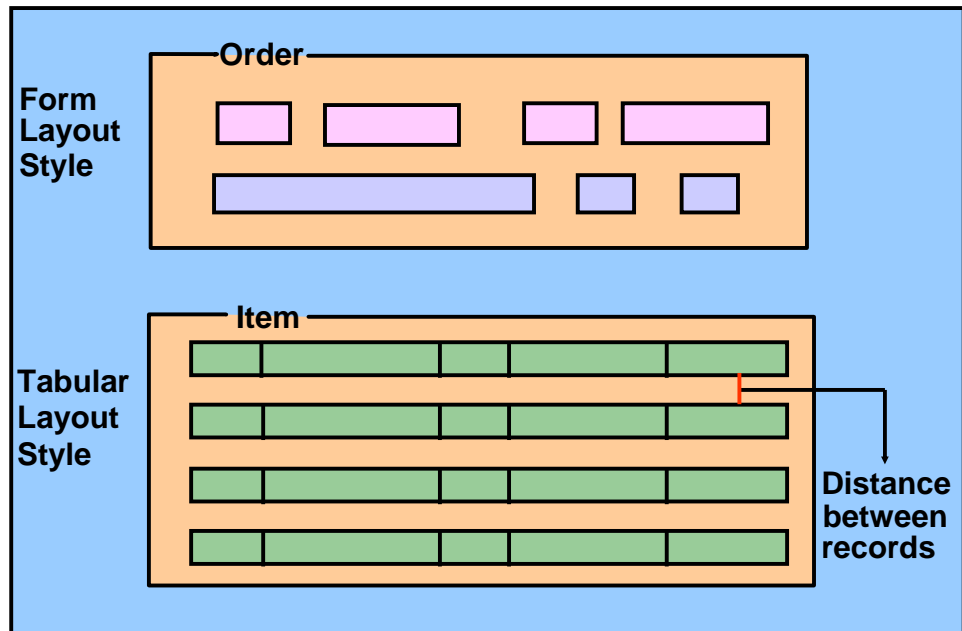 Order
Form
Layout
Style
Item
Tabular
Layout
Style
Distance
between
records